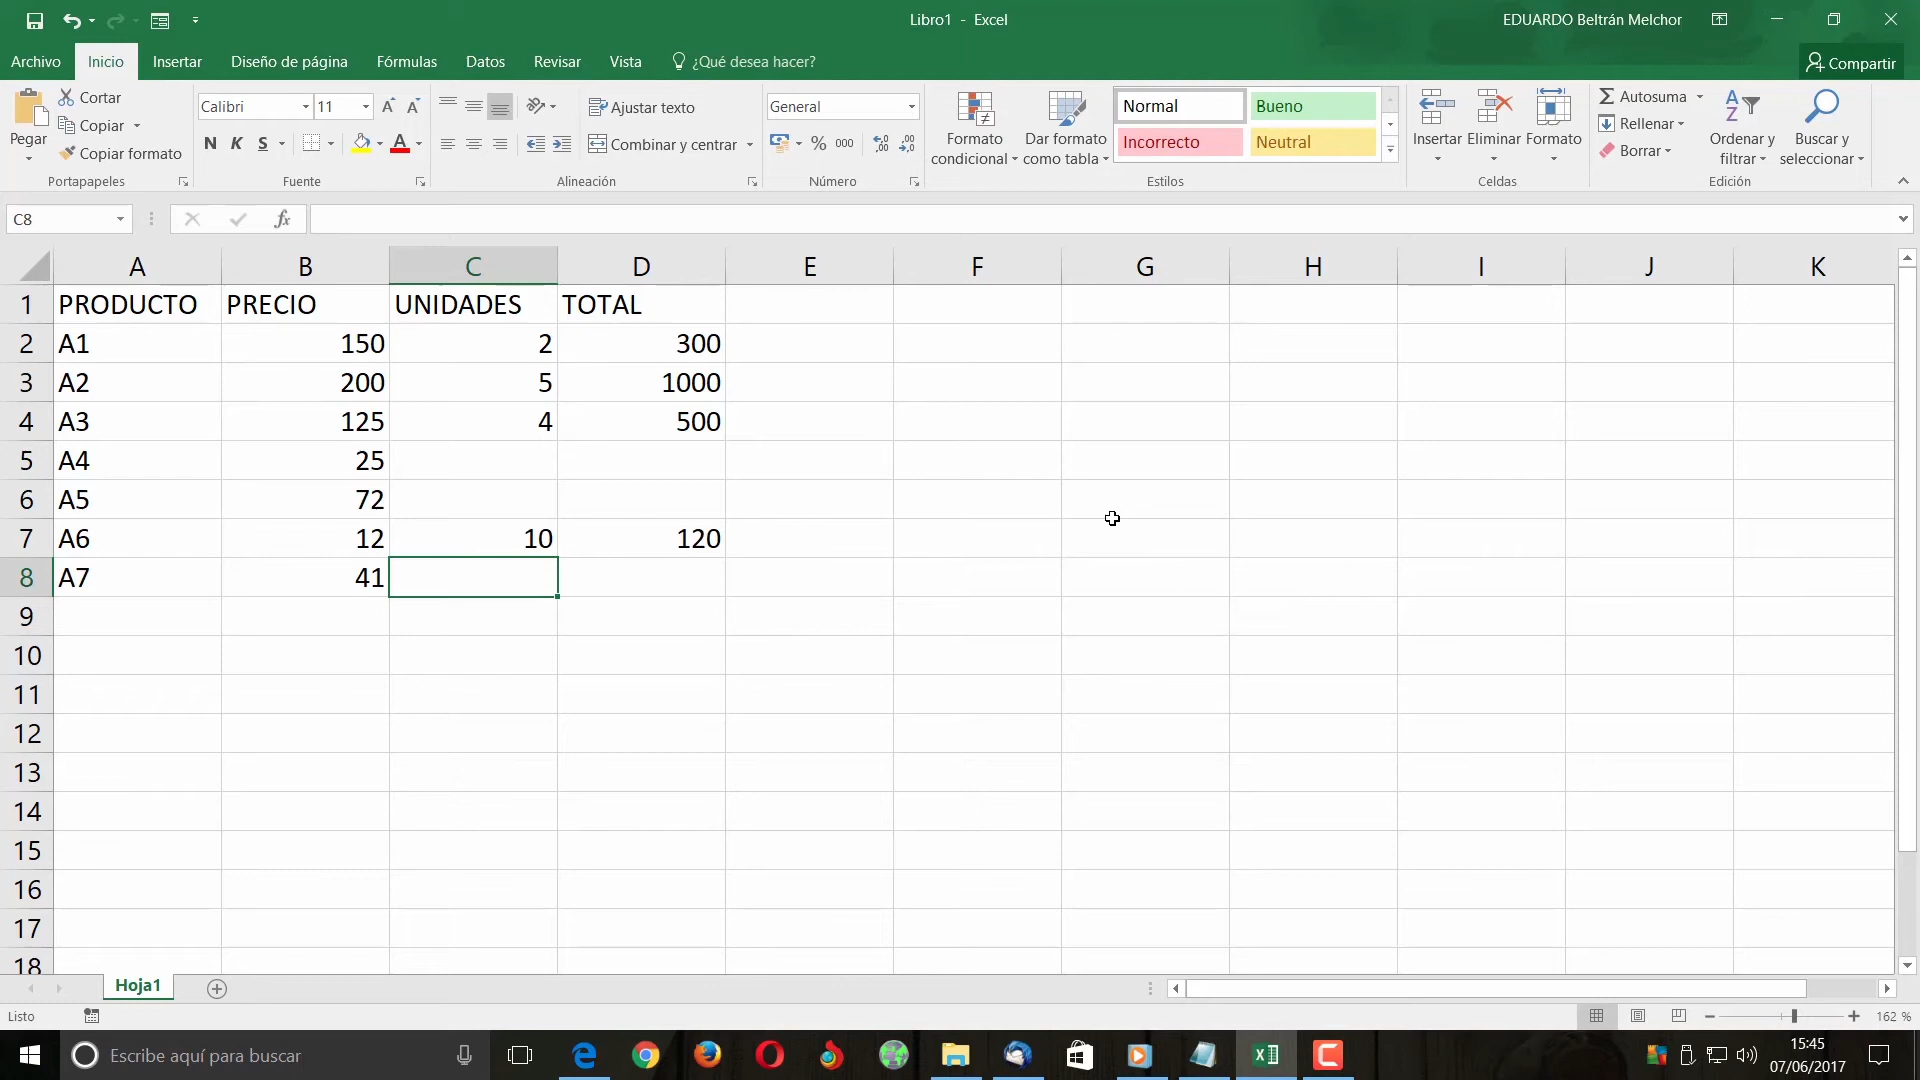 Libro1 - Excel
EDUARDO Beltrán Melchor
Archivo Inicio Insertar Diseño de página Fórmulas Datos Revisar Vista ¿Qué desea hacer? Compartir
Pegar
Cortar
Copiar
Copiar formato
Portapapeles
Calibri 11
N K S
Fuente
Ajustar texto
Combinar y centrar
Alineación
General
% 000
Número
Formato condicional
Dar formato como tabla
Normal Bueno
Incorrecto Neutral
Estilos
Insertar Eliminar Formato
Celdas
Autosuma
Rellenar
Borrar
Ordenar y filtrar
Buscar y seleccionar
Edición
C8 fx
A B C D E F G H I J K
1 PRODUCTO PRECIO UNIDADES TOTAL
2 A1 150 2 300
3 A2 200 5 1000
4 A3 125 4 500
5 A4 25
6 A5 72
7 A6 12 10 120
8 A7 41
9
10
11
12
13
14
15
16
17
18
Hoja1
Listo 162 %
Escribe aquí para buscar
15:45
07/06/2017